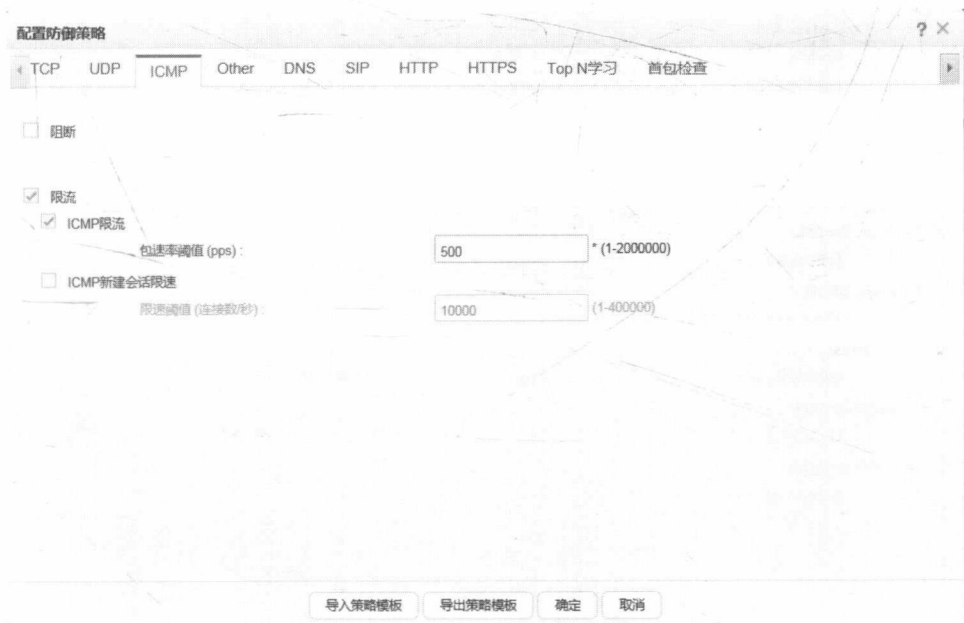 配置防御策略 ? ×
TCP UDP ICMP Other DNS SIP HTTP HTTPS Top N学习 首包检查
阻断
限流
ICMP限流
包速率阈值 (pps) : 500 * (1-2000000)
ICMP新建会话限速
限速阈值 (连接数/秒) : 10000 (1-400000)
导入策略模板 导出策略模板 确定 取消